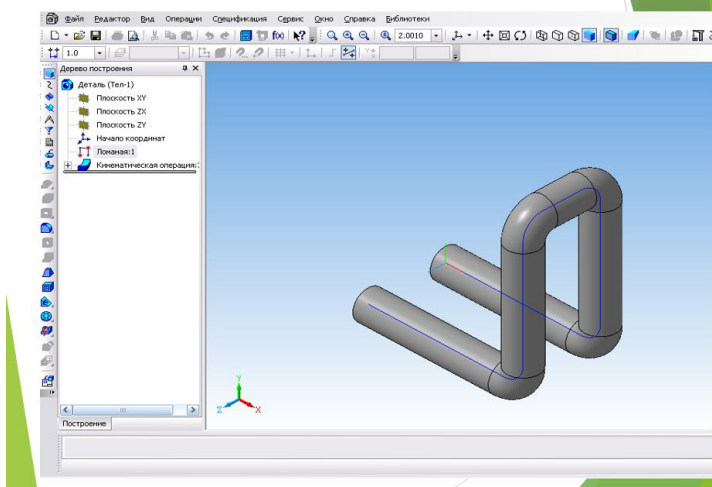 Файл Редактор Вид Операции Спецификация Сервис Окно Справка Библиотеки
2.0010
1.0
Дерево построения
Деталь (Тел-1)
Плоскость XY
Плоскость ZX
Плоскость ZY
Начало координат
Ломаная:1
Кинематическая операция:
Построение
Y
Z
X